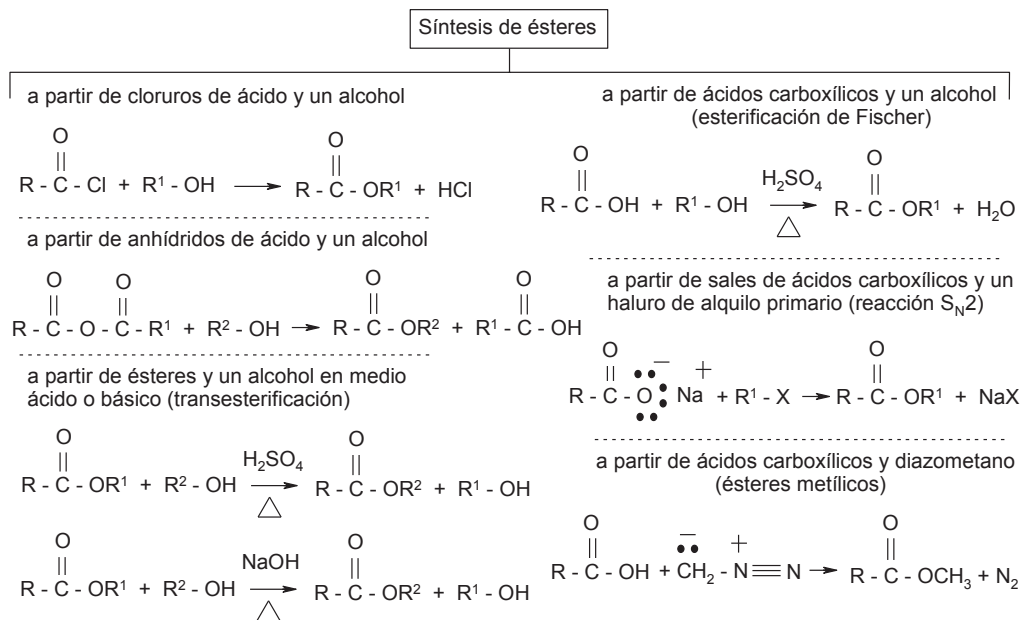 Síntesis de ésteres
a partir de cloruros de ácido y un alcohol
O
||
R - C - Cl + R¹ - OH ⟶ R - C - OR¹ + HCl
O
||
a partir de anhídridos de ácido y un alcohol
O O O O
|| || || ||
R - C - O - C - R¹ + R² - OH → R - C - OR² + R¹ - C - OH
a partir de ésteres y un alcohol en medio
ácido o básico (transesterificación)
O H₂SO₄ O
|| ||
R - C - OR¹ + R² - OH ⟶ R - C - OR² + R¹ - OH
△
O NaOH O
|| ||
R - C - OR¹ + R² - OH ⟶ R - C - OR² + R¹ - OH
△
a partir de ácidos carboxílicos y un alcohol
(esterificación de Fischer)
O H₂SO₄ O
|| ||
R - C - OH + R¹ - OH ⟶ R - C - OR¹ + H₂O
△
a partir de sales de ácidos carboxílicos y un
haluro de alquilo primario (reacción S_N2)
O − + O
|| ||
R - C - O Na + R¹ - X ⟶ R - C - OR¹ + NaX
a partir de ácidos carboxílicos y diazometano
(ésteres metílicos)
O − + O
|| ||
R - C - OH + CH₂ - N≡N ⟶ R - C - OCH₃ + N₂